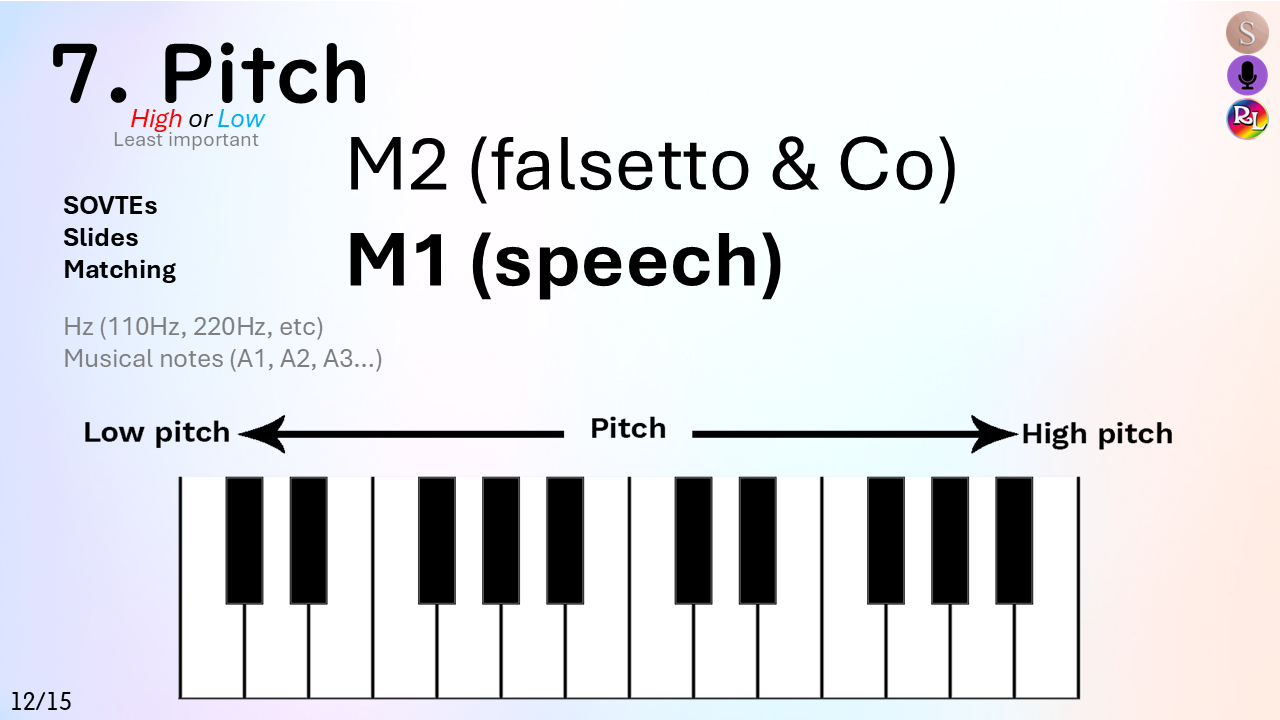 7. Pitch
High or Low
Least important
M2 (falsetto & Co)
M1 (speech)
SOVTEs
Slides
Matching
Hz (110Hz, 220Hz, etc)
Musical notes (A1, A2, A3...)
Low pitch
Pitch
High pitch
12/15
S
RL